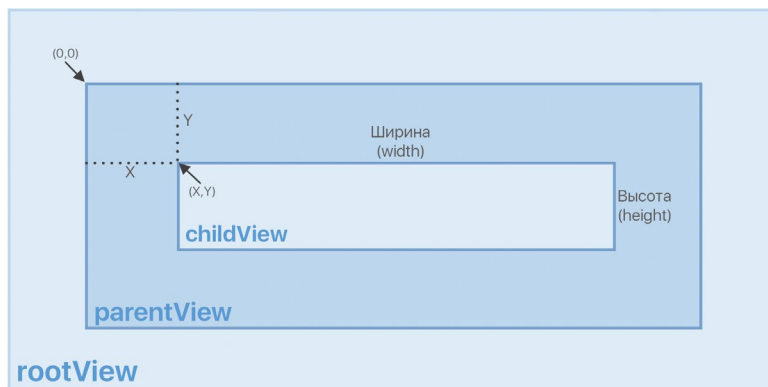 (0,0)
Y
Ширина
(width)
X
(X,Y)
Высота
(height)
childView
parentView
rootView